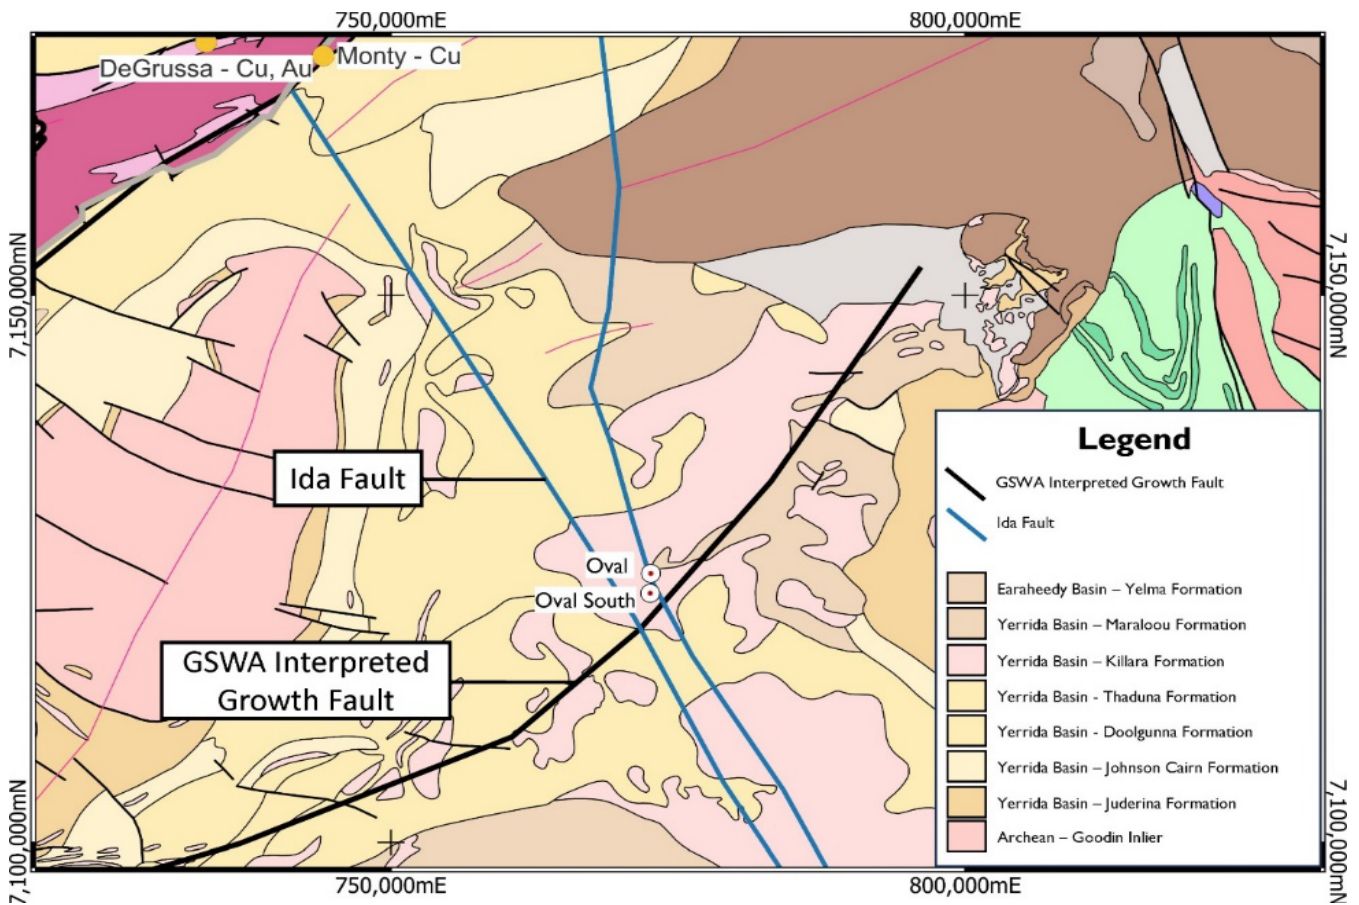 750,000mE
800,000mE
DeGrussa - Cu, Au
Monty - Cu
7,150,000mN
7,150,000mN
Ida Fault
Oval
Oval South
GSWA Interpreted
Growth Fault
Legend
GSWA Interpreted Growth Fault
Ida Fault
Earaheedy Basin – Yelma Formation
Yerrida Basin – Maraloou Formation
Yerrida Basin – Killara Formation
Yerrida Basin - Thaduna Formation
Yerrida Basin - Doolgunna Formation
Yerrida Basin – Johnson Cairn Formation
Yerrida Basin – Juderina Formation
Archean – Goodin Inlier
7,100,000mN
7,100,000mN
750,000mE
800,000mE